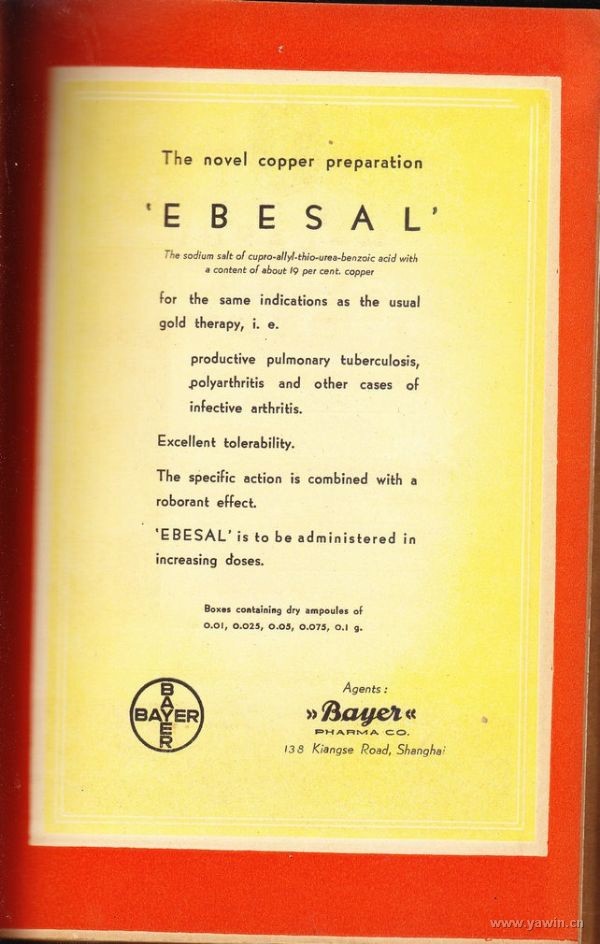 The novel copper preparation
'EBESAL'
The sodium salt of cupro-allyl-thio-urea-benzoic acid with
a content of about 19 per cent. copper
for the same indications as the usual
gold therapy, i. e.
productive pulmonary tuberculosis,
polyarthritis and other cases of
infective arthritis.
Excellent tolerability.
The specific action is combined with a
roborant effect.
'EBESAL' is to be administered in
increasing doses.
Boxes containing dry ampoules of
0.01, 0.025, 0.05, 0.075, 0.1 g.
BAYER
BAYER
Agents:
»Bayer«
PHARMA CO.
138 Kiangse Road, Shanghai
www.yawin.cn